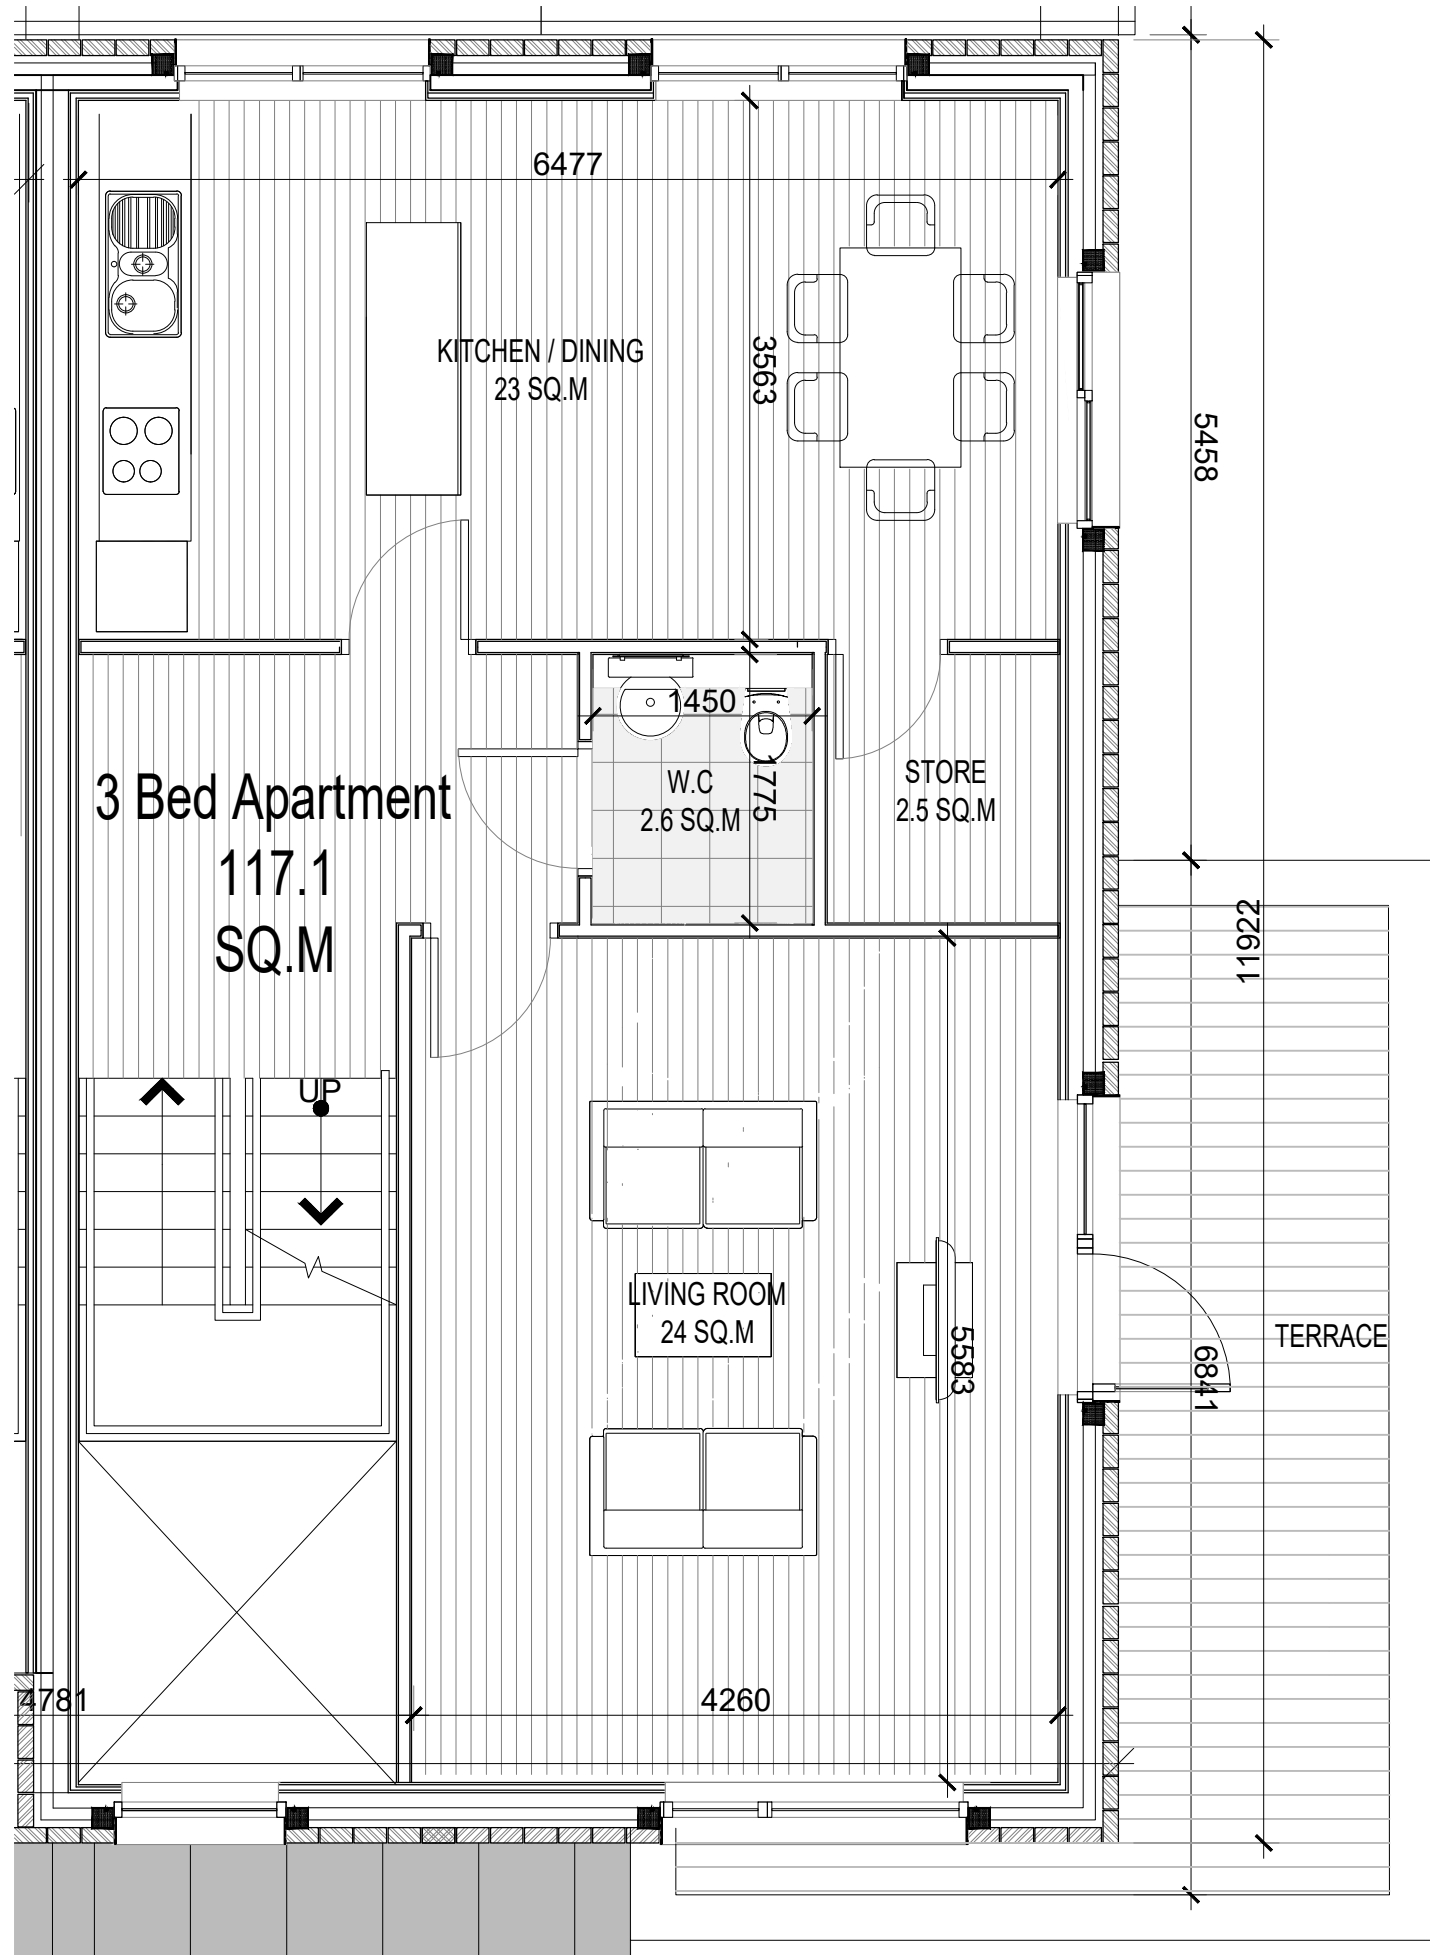 6477
KITCHEN / DINING
23 SQ.M
3563
5458
1450
W.C
2.6 SQ.M
1775
STORE
2.5 SQ.M
3 Bed Apartment
117.1
SQ.M
11922
UP
LIVING ROOM
24 SQ.M
5583
6841
TERRACE
4781
4260